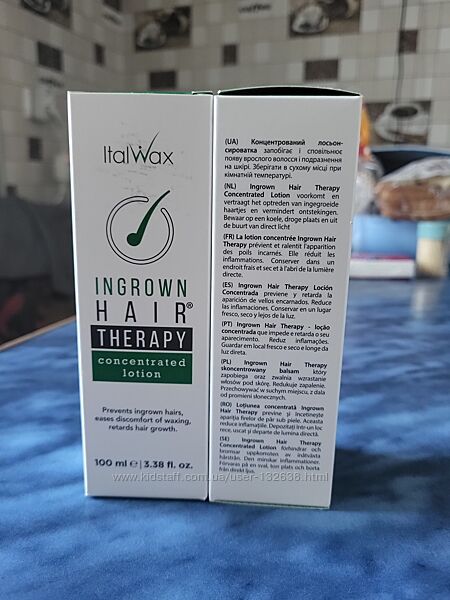 ItalWax
INGROWN
HAIR®
THERAPY
concentrated
lotion
Prevents ingrown hairs,
eases discomfort of waxing,
retards hair growth.
100 ml e | 3.38 fl. oz.
(UA) Концентрований лосьон-
сироватка запобігає і сповільнює
появу врослого волосся і подразнення
на шкірі. Зберігати в сухому місці при
кімнатній температурі.
(NL) Ingrown Hair Therapy
Concentrated Lotion voorkomt en
vertraagt het optreden van ingegroeide
haartjes en vermindert ontstekingen.
Bewaar op een koele, droge plaats en uit
de buurt van direct licht
(FR) La lotion concentrée Ingrown Hair
Therapy prévient et ralentit l'apparition
des poils incarnés. Elle réduit les
inflammations. Conserver dans un
endroit frais et sec et à l'abri de la lumière
directe.
(ES) Ingrown Hair Therapy Loción
Concentrada previene y retarda la
aparición de vellos encarnados. Reduce
las inflamaciones. Conservar en un lugar
fresco, seco y lejos de la luz.
(PT) Ingrown Hair Therapy - loção
concentrada que impede e retarda o seu
aparecimento. Reduz inflamações.
Guardar em local fresco e seco e longe da
luz direta.
(PL) Ingrown Hair Therapy
skoncentrowany balsam który
zapobiega oraz zwalnia wzrastanie
włosów pod skórę. Redukuje zapalenie.
Przechowywać w suchym miejscu, z dala
od promieni słonecznych.
(RO) Loțiunea concentrată Ingrown
Hair Therapy previne și încetinește
apariția firelor de păr sub piele. Aceasta
reduce inflamațiile. Depozitați într-un loc
rece, uscat și departe de lumina directă.
(SE) Ingrown Hair Therapy
Concentrated Lotion förhindrar och
bromsar uppkomsten av inåtväxta
hårstrån. Den minskar inflammationer.
Förvaras på en sval, torr plats och borta
från direkt ljus.
www.kidstaff.com.ua/user-132638.html